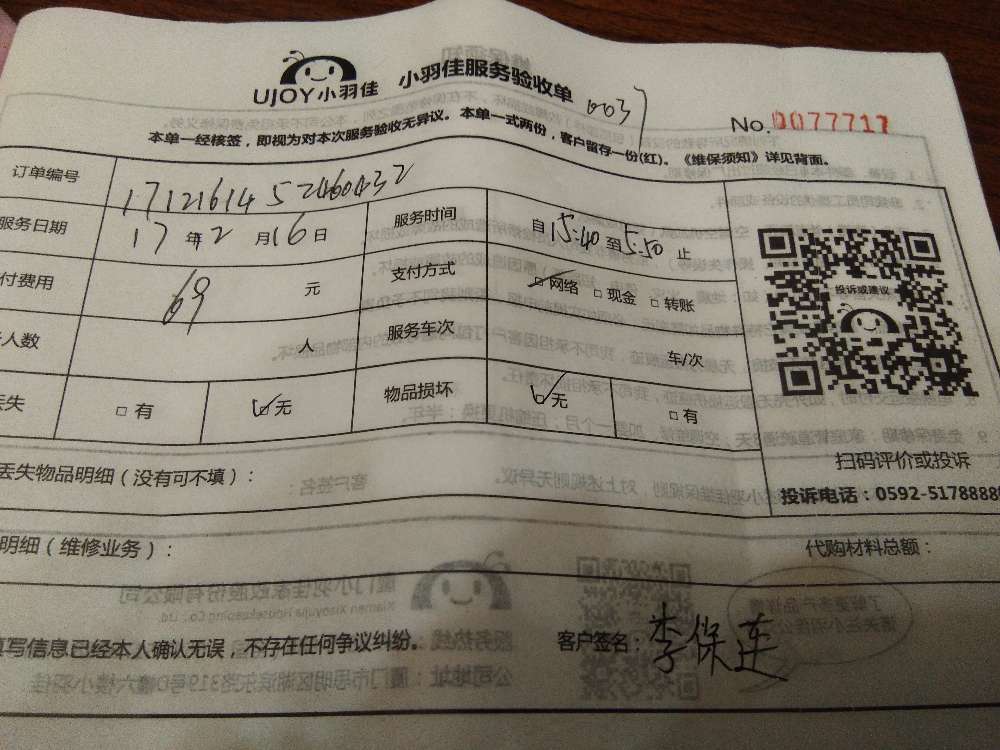 UJOY小羽佳 小羽佳服务验收单 003
No.0077717
本单一经核签，即视为对本次服务验收无异议。本单一式两份，客户留存一份(红)。《维保须知》详见背面。
订单编号
服务日期 17年2月16日 服务时间 自15:40至5:50止
付费用 69 元 支付方式 ☑网络 □现金 □转账
人数 人 服务车次 车/次
丢失 □有 ☑无 物品损坏 ☑无 □有
投诉或建议
扫码评价或投诉
投诉电话：0592-5178888
丢失物品明细（没有可不填）：
明细（维修业务）： 代购材料总额：
填写信息已经本人确认无误，不存在任何争议纠纷。 客户签名：李保连